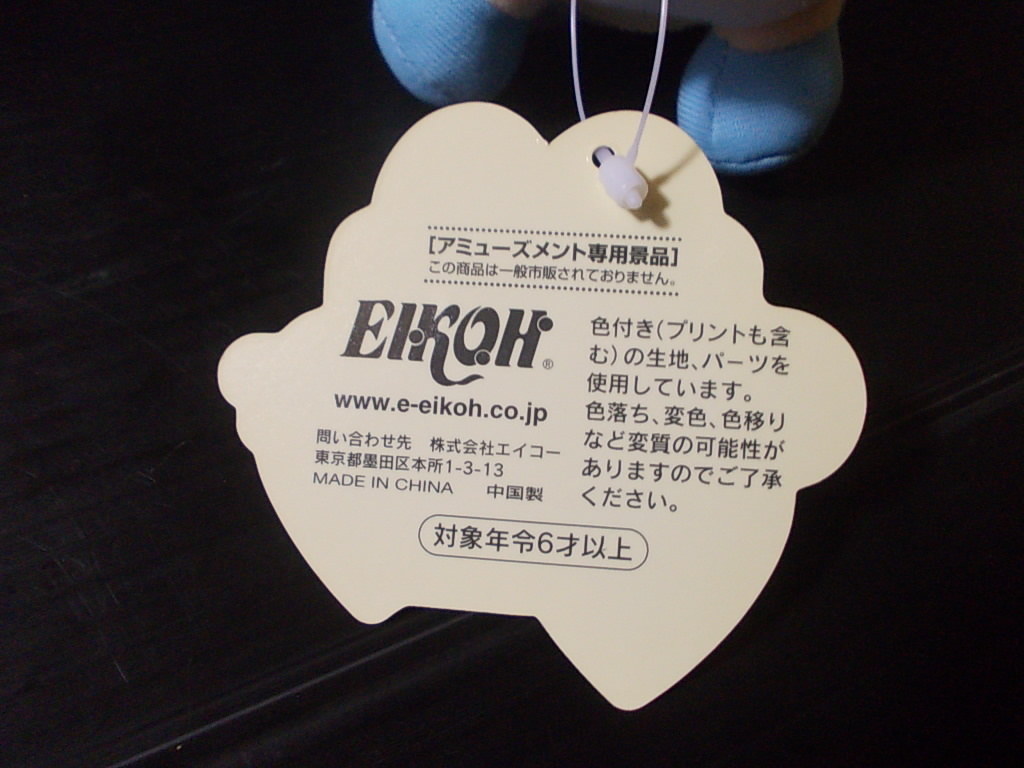 [アミューズメント専用景品]
この商品は一般市販されておりません。
EIKOH®
www.e-eikoh.co.jp
問い合わせ先 株式会社エイコー
東京都墨田区本所1-3-13
MADE IN CHINA 中国製
色付き(プリントも含
む)の生地、パーツを
使用しています。
色落ち、変色、色移り
など変質の可能性が
ありますのでご了承
ください。
対象年令6才以上